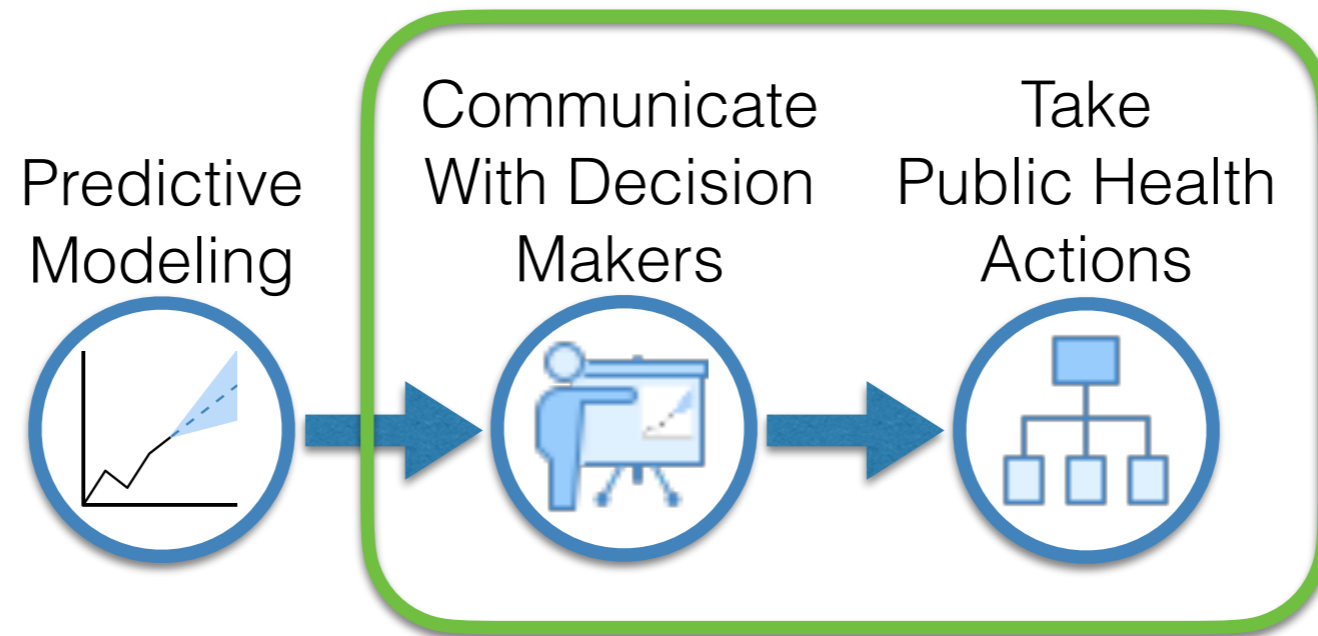 Predictive
Modeling
Communicate
With Decision
Makers
Take
Public Health
Actions